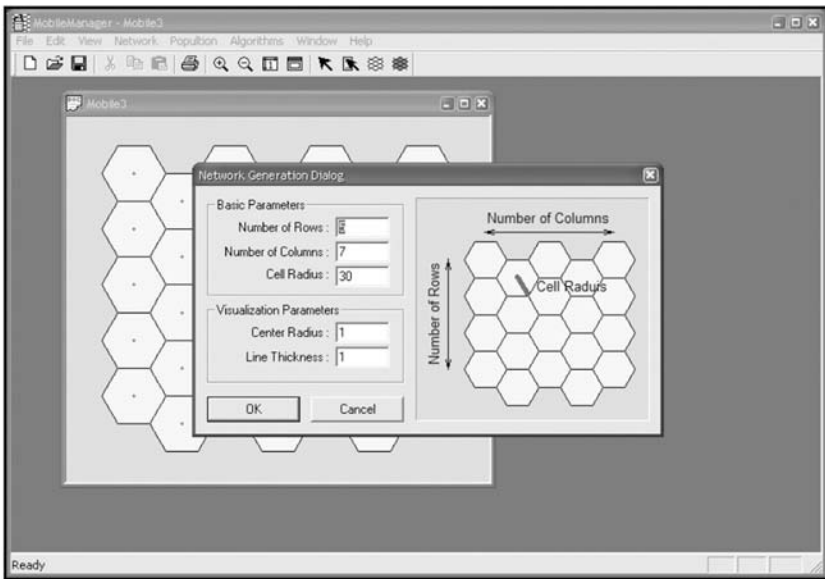 MobileManager - Mobile3
File Edit View Network Popultion Algorithms Window Help
Mobile3
Network Generation Dialog
Basic Parameters
Number of Rows :
Number of Columns : 7
Cell Radius : 30
Visualization Parameters
Center Radius : 1
Line Thickness : 1
OK Cancel
Number of Columns
Number of Rows
Cell Raduis
Ready